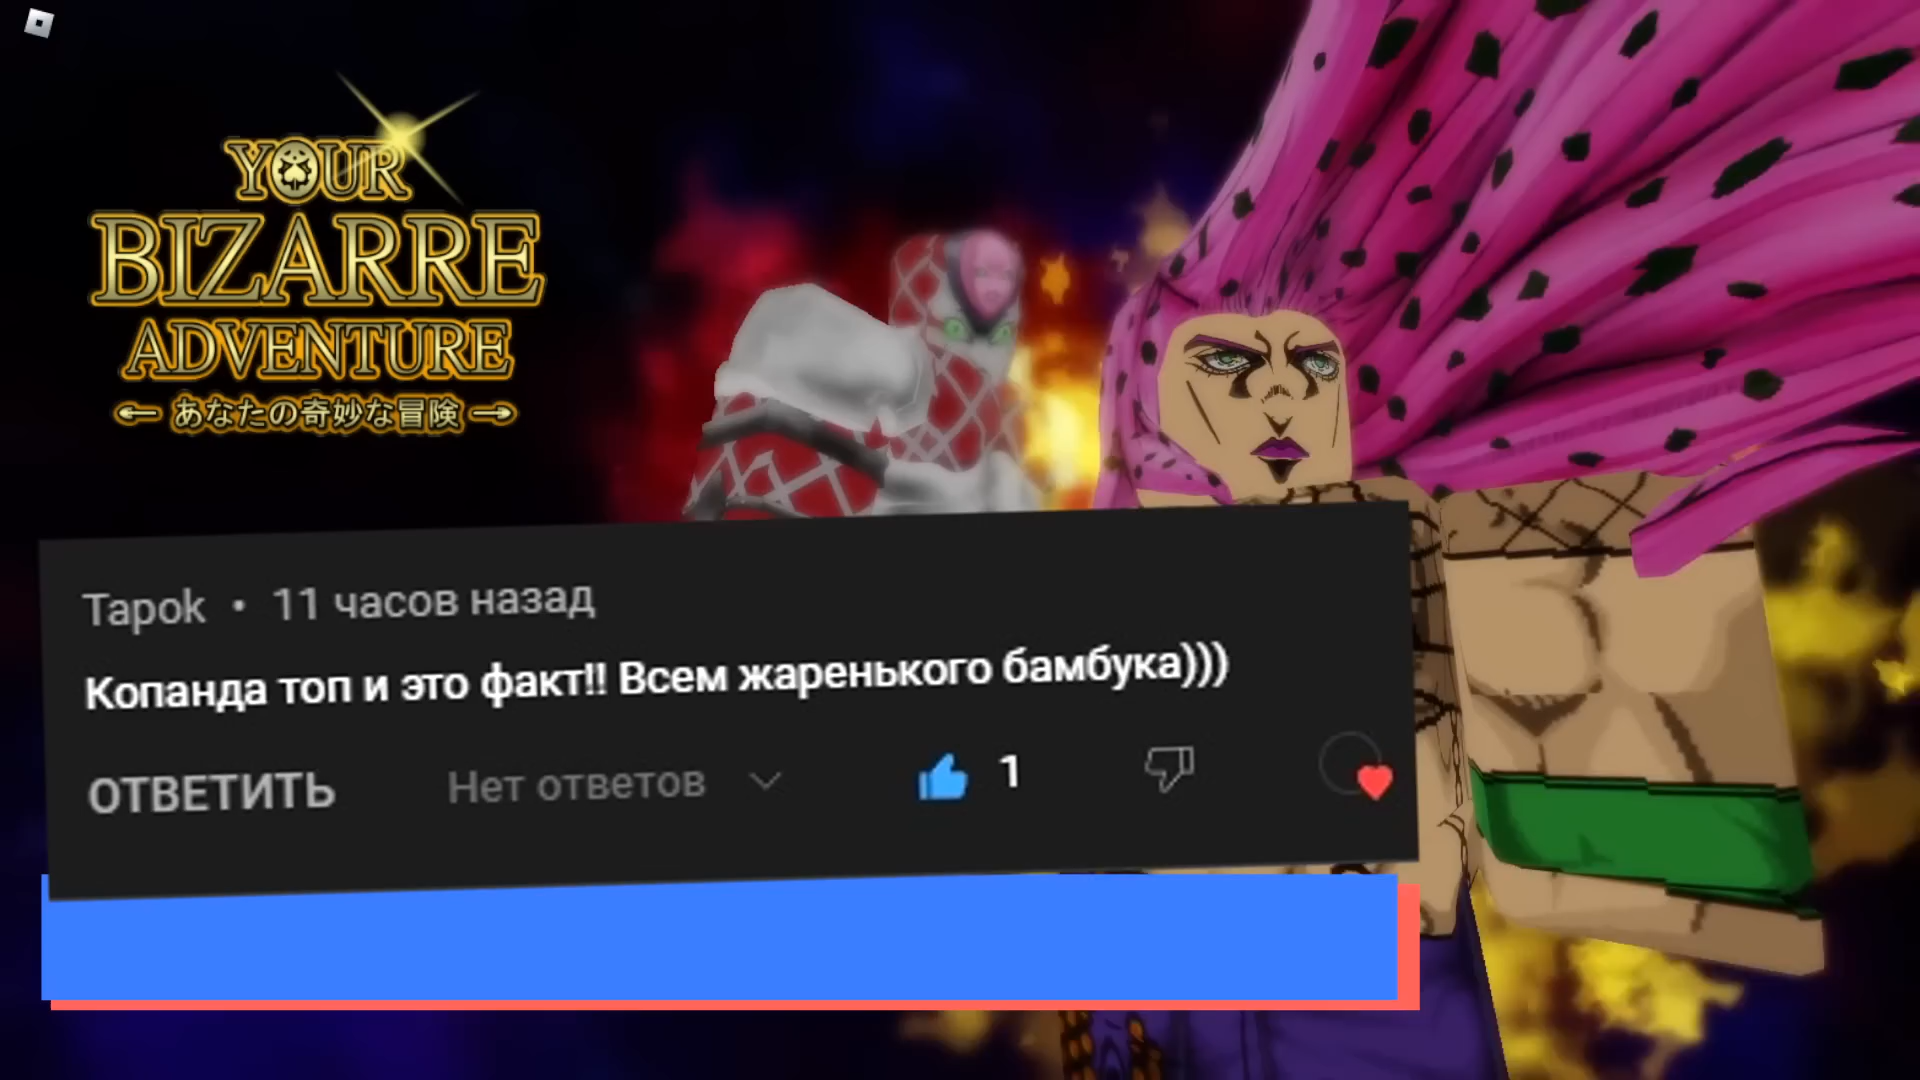 YOUR
BIZARRE
ADVENTURE
あなたの奇妙な冒険
Tapok • 11 часов назад
Копанда топ и это факт!! Всем жаренького бамбука)))
ОТВЕТИТЬ Нет ответов 1